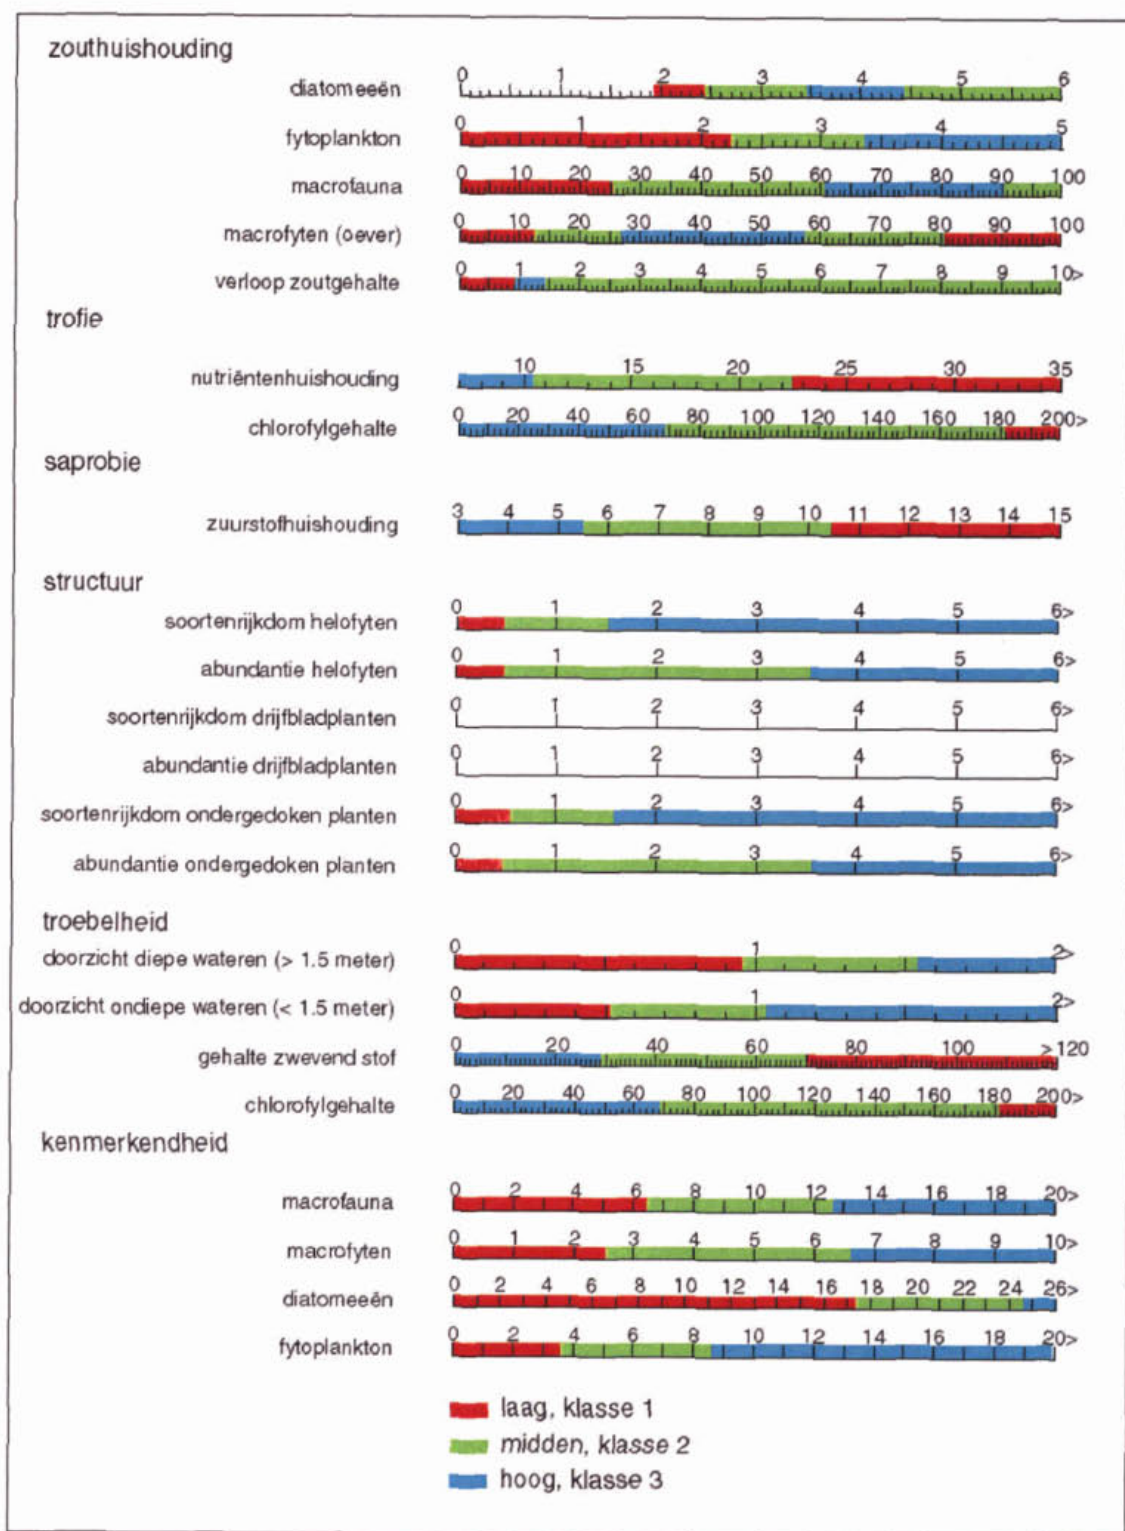 zouthuishouding
diatomeeën 0 1 2 3 4 5 6
fytoplankton 0 1 2 3 4 5
macrofauna 0 10 20 30 40 50 60 70 80 90 100
macrofyten (oever) 0 10 20 30 40 50 60 70 80 90 100
verloop zoutgehalte 0 1 2 3 4 5 6 7 8 9 10>
trofie
nutriëntenhuishouding 10 15 20 25 30 35
chlorofylgehalte 0 20 40 60 80 100 120 140 160 180 200>
saprobie
zuurstofhuishouding 3 4 5 6 7 8 9 10 11 12 13 14 15
structuur
soortenrijkdom helofyten 0 1 2 3 4 5 6>
abundantie helofyten 0 1 2 3 4 5 6>
soortenrijkdom drijfbladplanten 0 1 2 3 4 5 6>
abundantie drijfbladplanten 0 1 2 3 4 5 6>
soortenrijkdom ondergedoken planten 0 1 2 3 4 5 6>
abundantie ondergedoken planten 0 1 2 3 4 5 6>
troebelheid
doorzicht diepe wateren (> 1.5 meter) 0 1 2>
doorzicht ondiepe wateren (< 1.5 meter) 0 1 2>
gehalte zwevend stof 0 20 40 60 80 100 >120
chlorofylgehalte 0 20 40 60 80 100 120 140 160 180 200>
kenmerkendheid
macrofauna 0 2 4 6 8 10 12 14 16 18 20>
macrofyten 0 1 2 3 4 5 6 7 8 9 10>
diatomeeën 0 2 4 6 8 10 12 14 16 18 20 22 24 26>
fytoplankton 0 2 4 6 8 10 12 14 16 18 20>
laag, klasse 1
midden, klasse 2
hoog, klasse 3